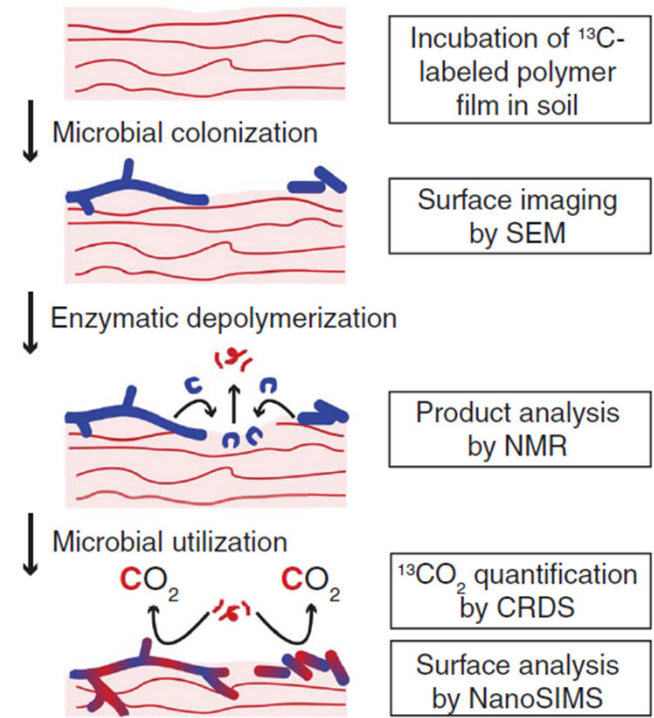 Incubation of ¹³C-
labeled polymer
film in soil
Microbial colonization
Surface imaging
by SEM
Enzymatic depolymerization
Product analysis
by NMR
Microbial utilization
CO₂ CO₂
¹³CO₂ quantification
by CRDS
Surface analysis
by NanoSIMS